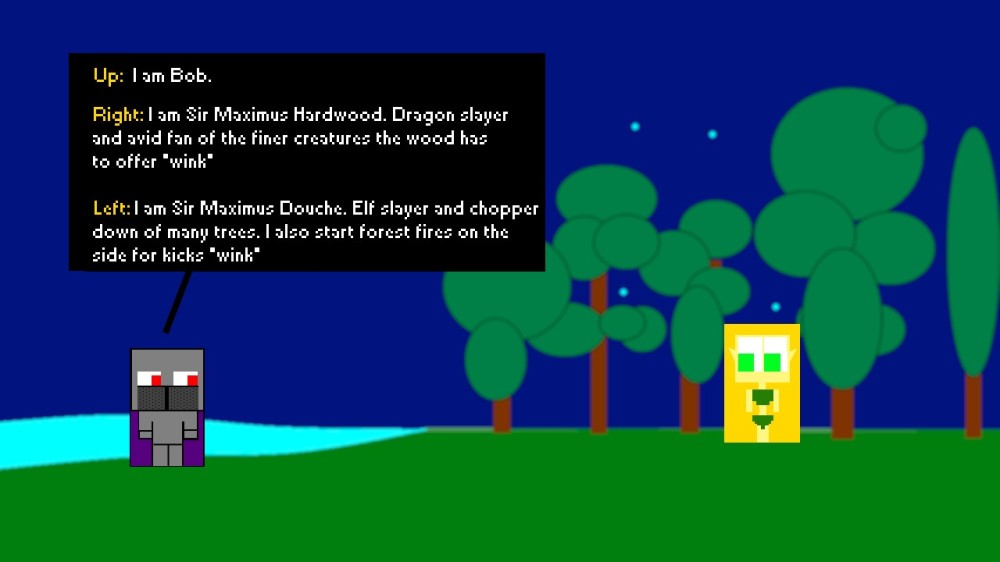 Up: I am Bob.
Right: I am Sir Maximus Hardwood. Dragon slayer
and avid fan of the finer creatures the wood has
to offer "wink"
Left: I am Sir Maximus Douche. Elf slayer and chopper
down of many trees. I also start forest fires on the
side for kicks "wink"